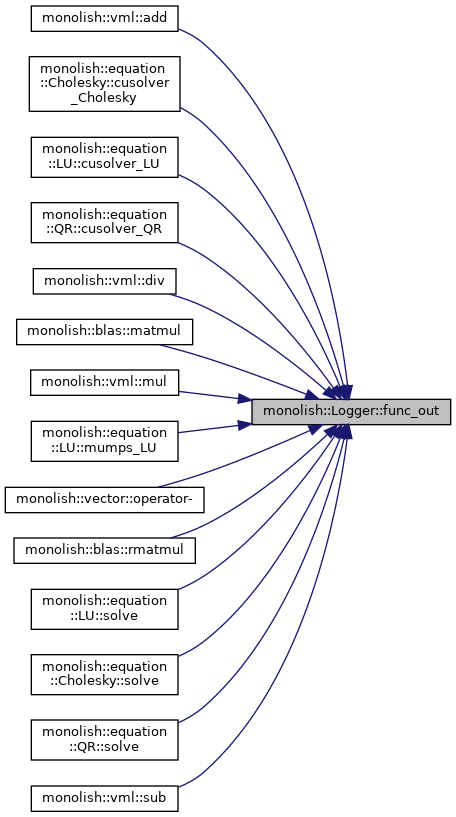 monolish::vml::add
monolish::equation
::Cholesky::cusolver
_Cholesky
monolish::equation
::LU::cusolver_LU
monolish::equation
::QR::cusolver_QR
monolish::vml::div
monolish::blas::matmul
monolish::vml::mul
monolish::Logger::func_out
monolish::equation
::LU::mumps_LU
monolish::vector::operator-
monolish::blas::rmatmul
monolish::equation
::LU::solve
monolish::equation
::Cholesky::solve
monolish::equation
::QR::solve
monolish::vml::sub